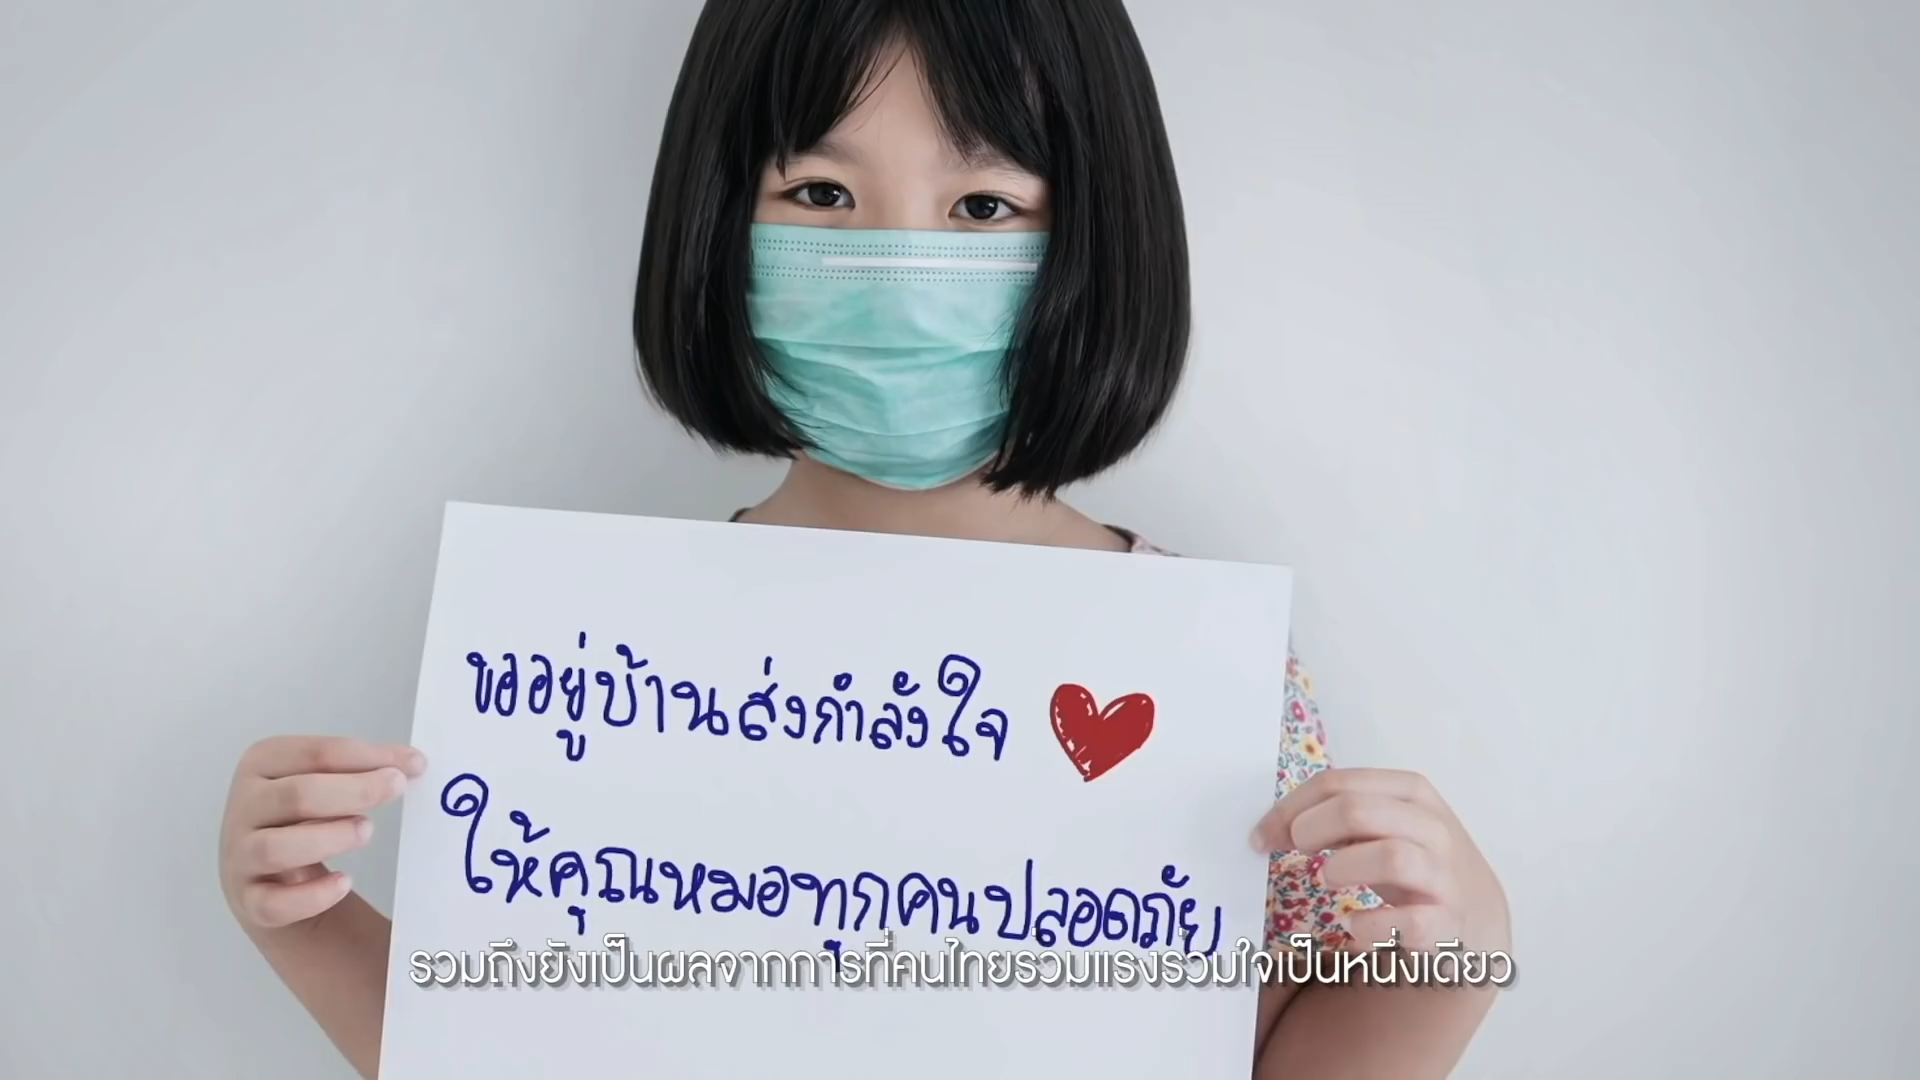 ขออยู่บ้านส่งกำลังใจ
ให้คุณหมอทุกคนปลอดภัย
รวมถึงยังเป็นผลจากการที่คนไทยร่วมแรงร่วมใจเป็นหนึ่งเดียว